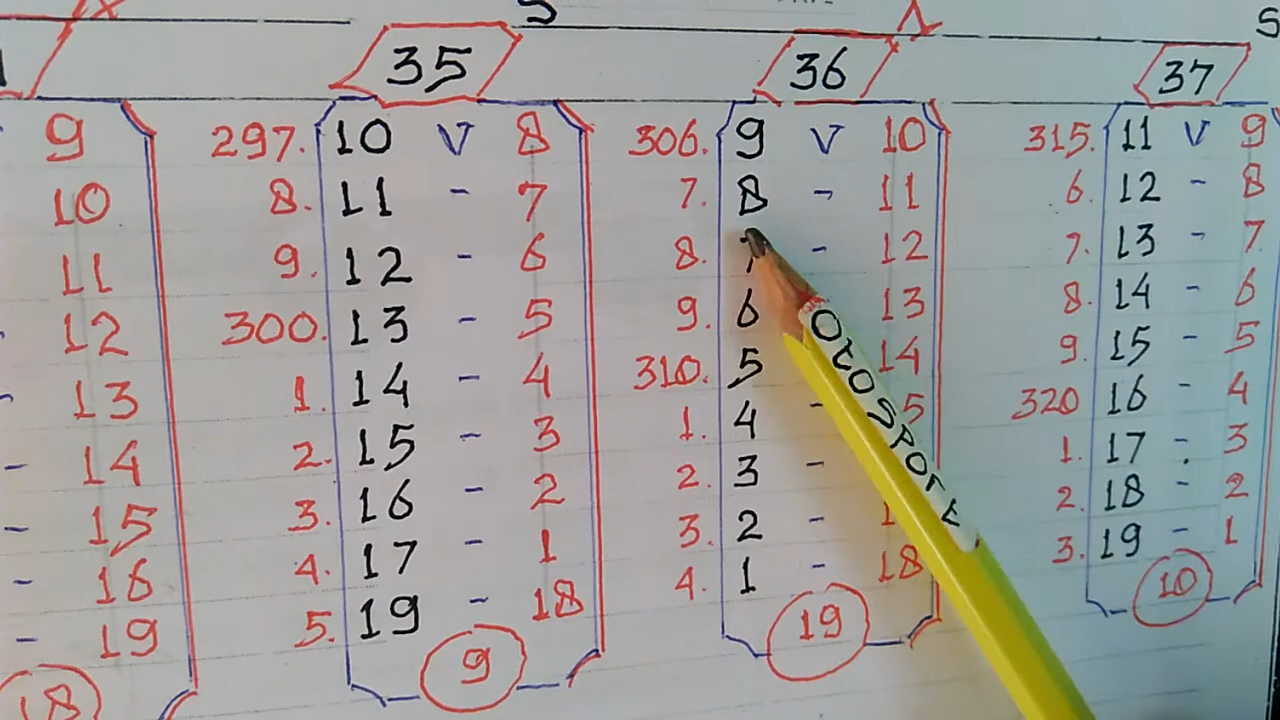 35 36 37
9 297. 10 V 8 306. 9 V 10 315. 11 V 9
10 8. 11 - 7 7. 8 - 11 6. 12 - 8
11 9. 12 - 6 8. 7 - 12 7. 13 - 7
12 300. 13 - 5 9. 6 13 8. 14 - 6
13 1. 14 - 4 310. 5 14 9. 15 - 5
- 14 2. 15 - 3 1. 4 - 5 320 16 - 4
- 15 3. 16 - 2 2. 3 - 1. 17 - 3
- 16 4. 17 - 1 3. 2 - 2. 18 - 2
- 19 5. 19 - 18 4. 1 - 18 3. 19 - 1
18 9 19 10
OtoSport